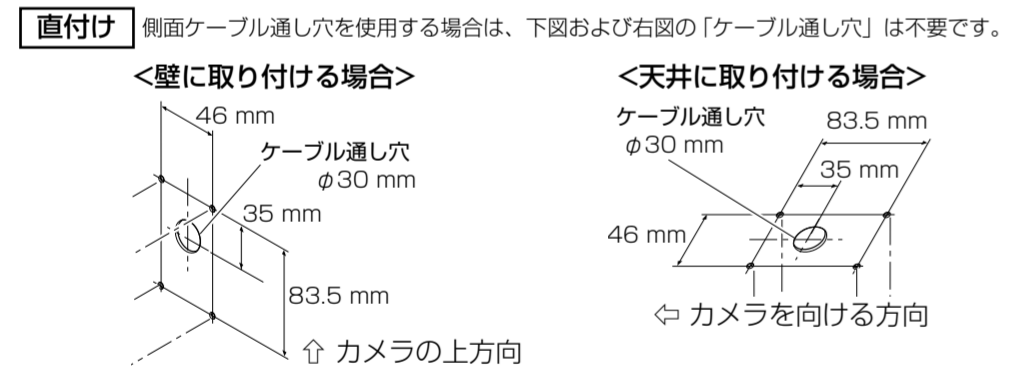 直付け 側面ケーブル通し穴を使用する場合は、下図および右図の「ケーブル通し穴」は不要です。
<壁に取り付ける場合>
46 mm
ケーブル通し穴
φ30 mm
35 mm
83.5 mm
⇧ カメラの上方向
<天井に取り付ける場合>
ケーブル通し穴
φ30 mm
83.5 mm
35 mm
46 mm
⇦ カメラを向ける方向